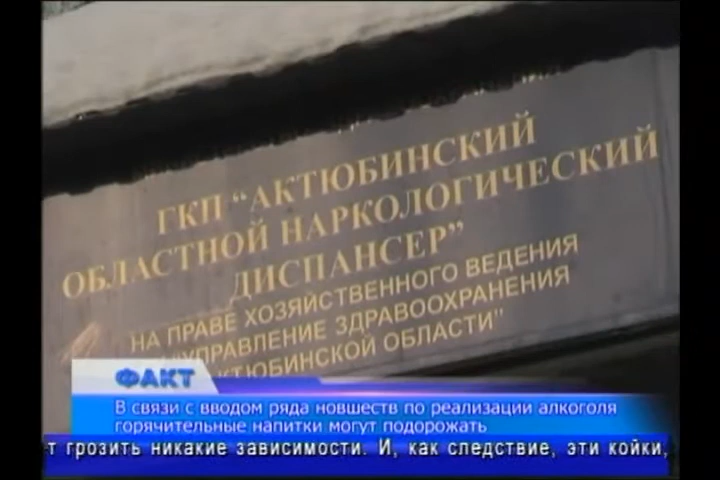 ГКП "АКТЮБИНСКИЙ
ОБЛАСТНОЙ НАРКОЛОГИЧЕСКИЙ
ДИСПАНСЕР"
НА ПРАВЕ ХОЗЯЙСТВЕННОГО ВЕДЕНИЯ
"УПРАВЛЕНИЕ ЗДРАВООХРАНЕНИЯ
АКТЮБИНСКОЙ ОБЛАСТИ"
ФАКТ
В связи с вводом ряда новшеств по реализации алкоголя
горячительные напитки могут подорожать
т грозить никакие зависимости. И, как следствие, эти койки,